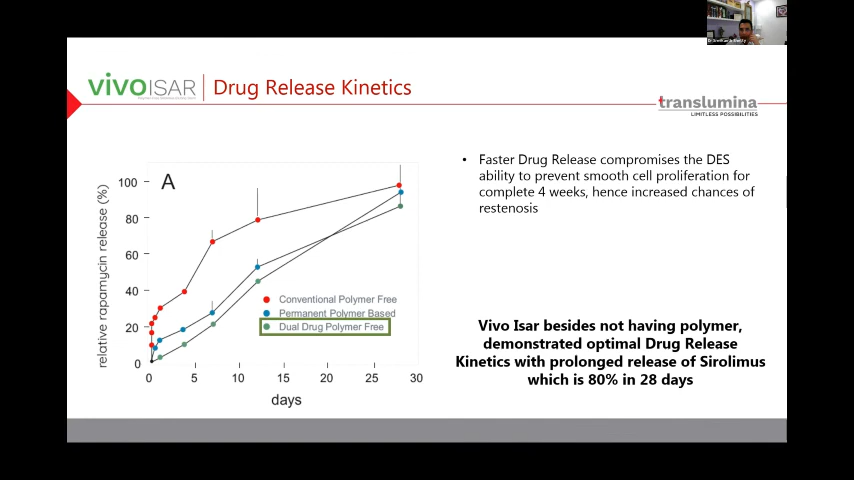 vivoISAR Drug Release Kinetics
translumina
LIMITLESS POSSIBILITIES
A
relative rapamycin release (%)
100
80
60
40
20
0
Conventional Polymer Free
Permanent Polymer Based
Dual Drug Polymer Free
0 5 10 15 20 25 30
days
• Faster Drug Release compromises the DES
ability to prevent smooth cell proliferation for
complete 4 weeks, hence increased chances of
restenosis
Vivo Isar besides not having polymer,
demonstrated optimal Drug Release
Kinetics with prolonged release of Sirolimus
which is 80% in 28 days